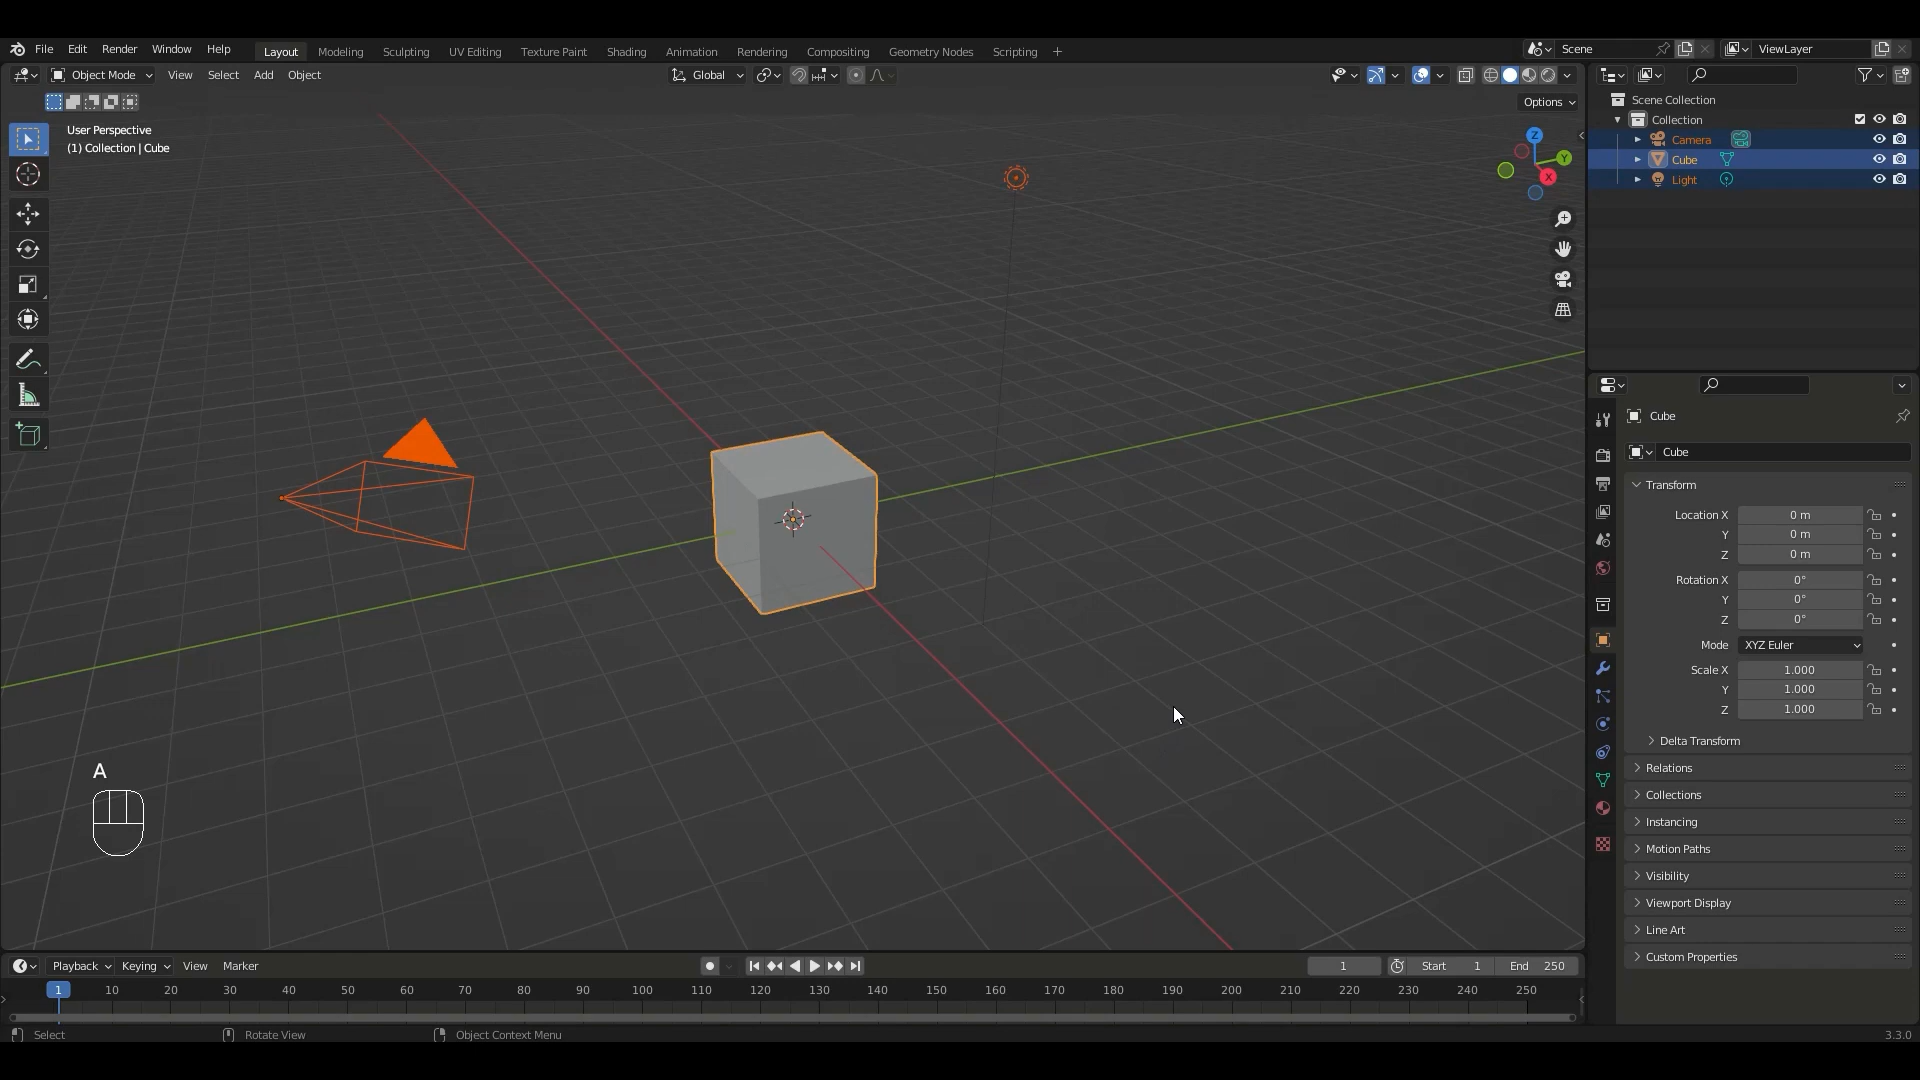 File Edit Render Window Help Layout Modeling Sculpting UV Editing Texture Paint Shading Animation Rendering Compositing Geometry Nodes Scripting + Scene ViewLayer
Object Mode View Select Add Object Global
Options
User Perspective
(1) Collection | Cube
Z
Y
X
Scene Collection
Collection
Camera
Cube
Light
Cube
Cube
Transform
Location X 0 m
Y 0 m
Z 0 m
Rotation X 0°
Y 0°
Z 0°
Mode XYZ Euler
Scale X 1.000
Y 1.000
Z 1.000
Delta Transform
Relations
Collections
Instancing
Motion Paths
Visibility
Viewport Display
Line Art
Custom Properties
A
Playback Keying View Marker 1 Start 1 End 250
1 10 20 30 40 50 60 70 80 90 100 110 120 130 140 150 160 170 180 190 200 210 220 230 240 250
Select Rotate View Object Context Menu 3.3.0